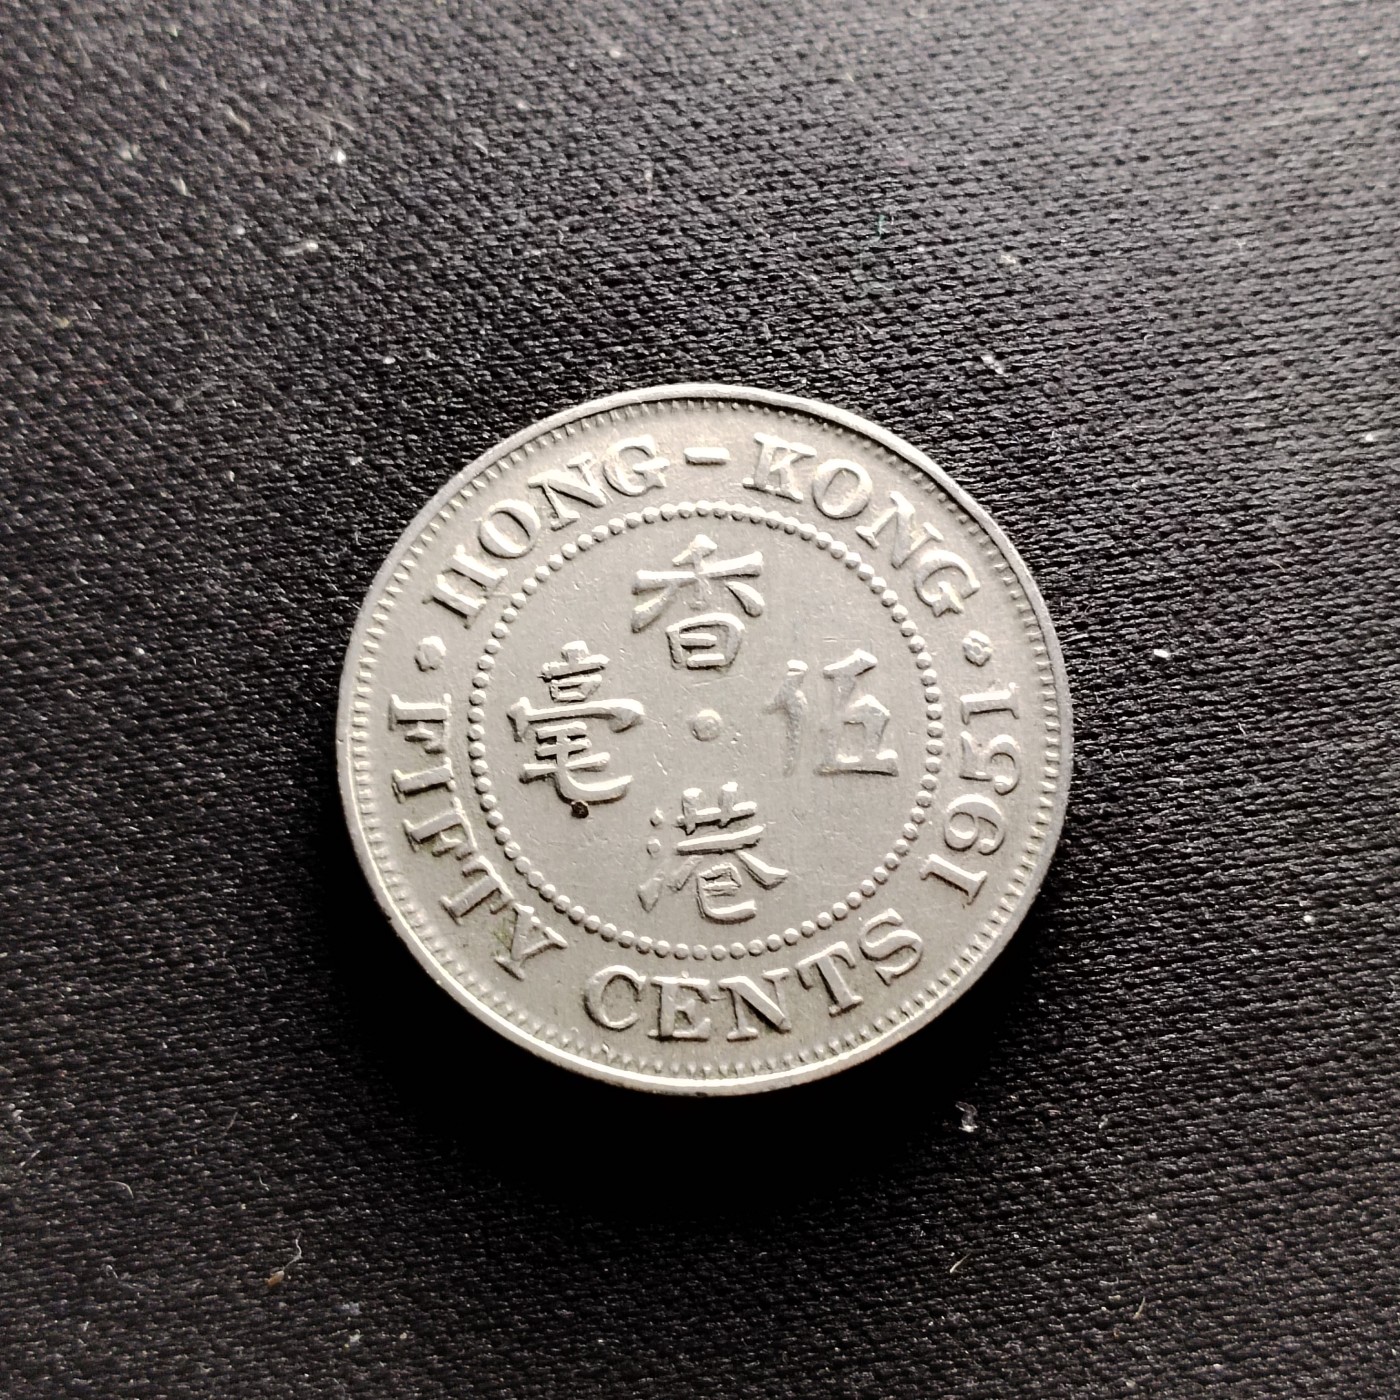 HONG-KONG
FIFTY CENTS 1951
香
港
伍
毫